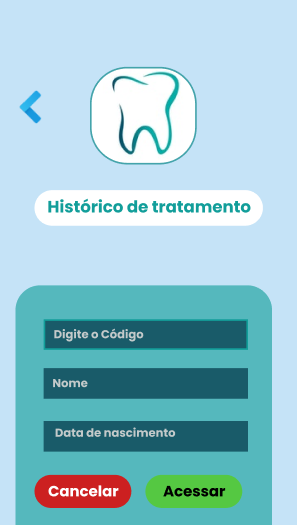 Histórico de tratamento
Digite o Código
Nome
Data de nascimento
Cancelar
Acessar